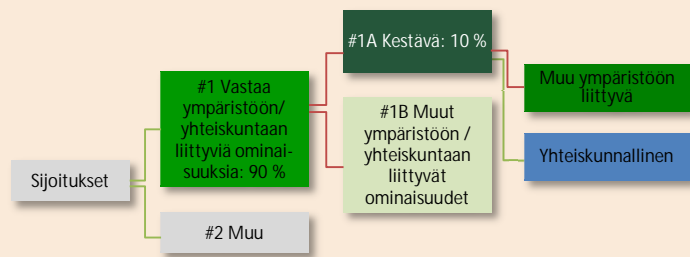 Sijoitukset
#1 Vastaa
ympäristöön/
yhteiskuntaan
liittyviä ominai-
suuksia: 90 %
#2 Muu
#1A Kestävä: 10 %
#1B Muut
ympäristöön /
yhteiskuntaan
liittyvät
ominaisuudet
Muu ympäristöön
liittyvä
Yhteiskunnallinen